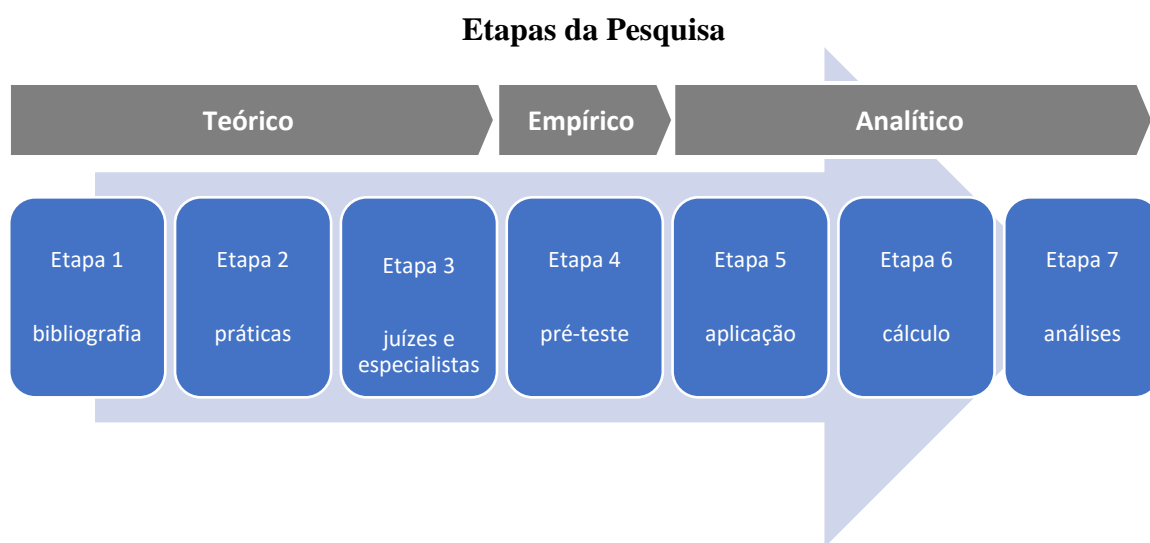 Etapas da Pesquisa
Teórico
Empírico
Analítico
Etapa 1
bibliografia
Etapa 2
práticas
Etapa 3
juízes e
especialistas
Etapa 4
pré-teste
Etapa 5
aplicação
Etapa 6
cálculo
Etapa 7
análises